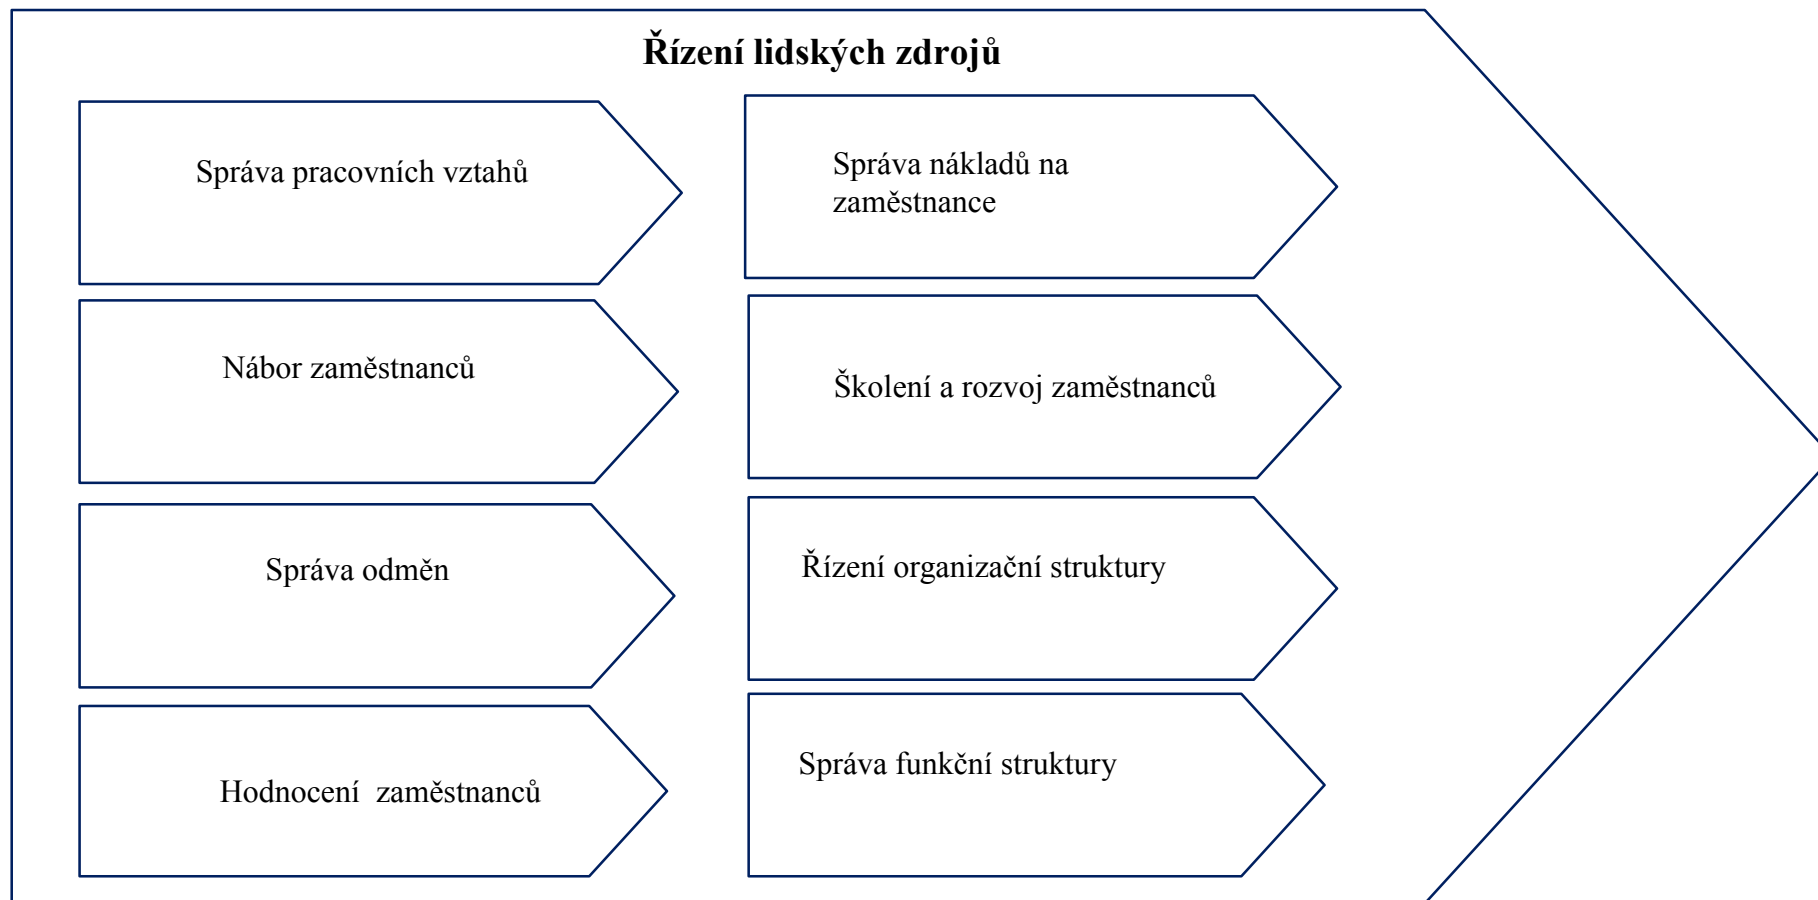 Řízení lidských zdrojů
Správa pracovních vztahů
Nábor zaměstnanců
Správa odměn
Hodnocení  zaměstnanců
Správa nákladů na
zaměstnance
Školení a rozvoj zaměstnanců
Řízení organizační struktury
Správa funkční struktury